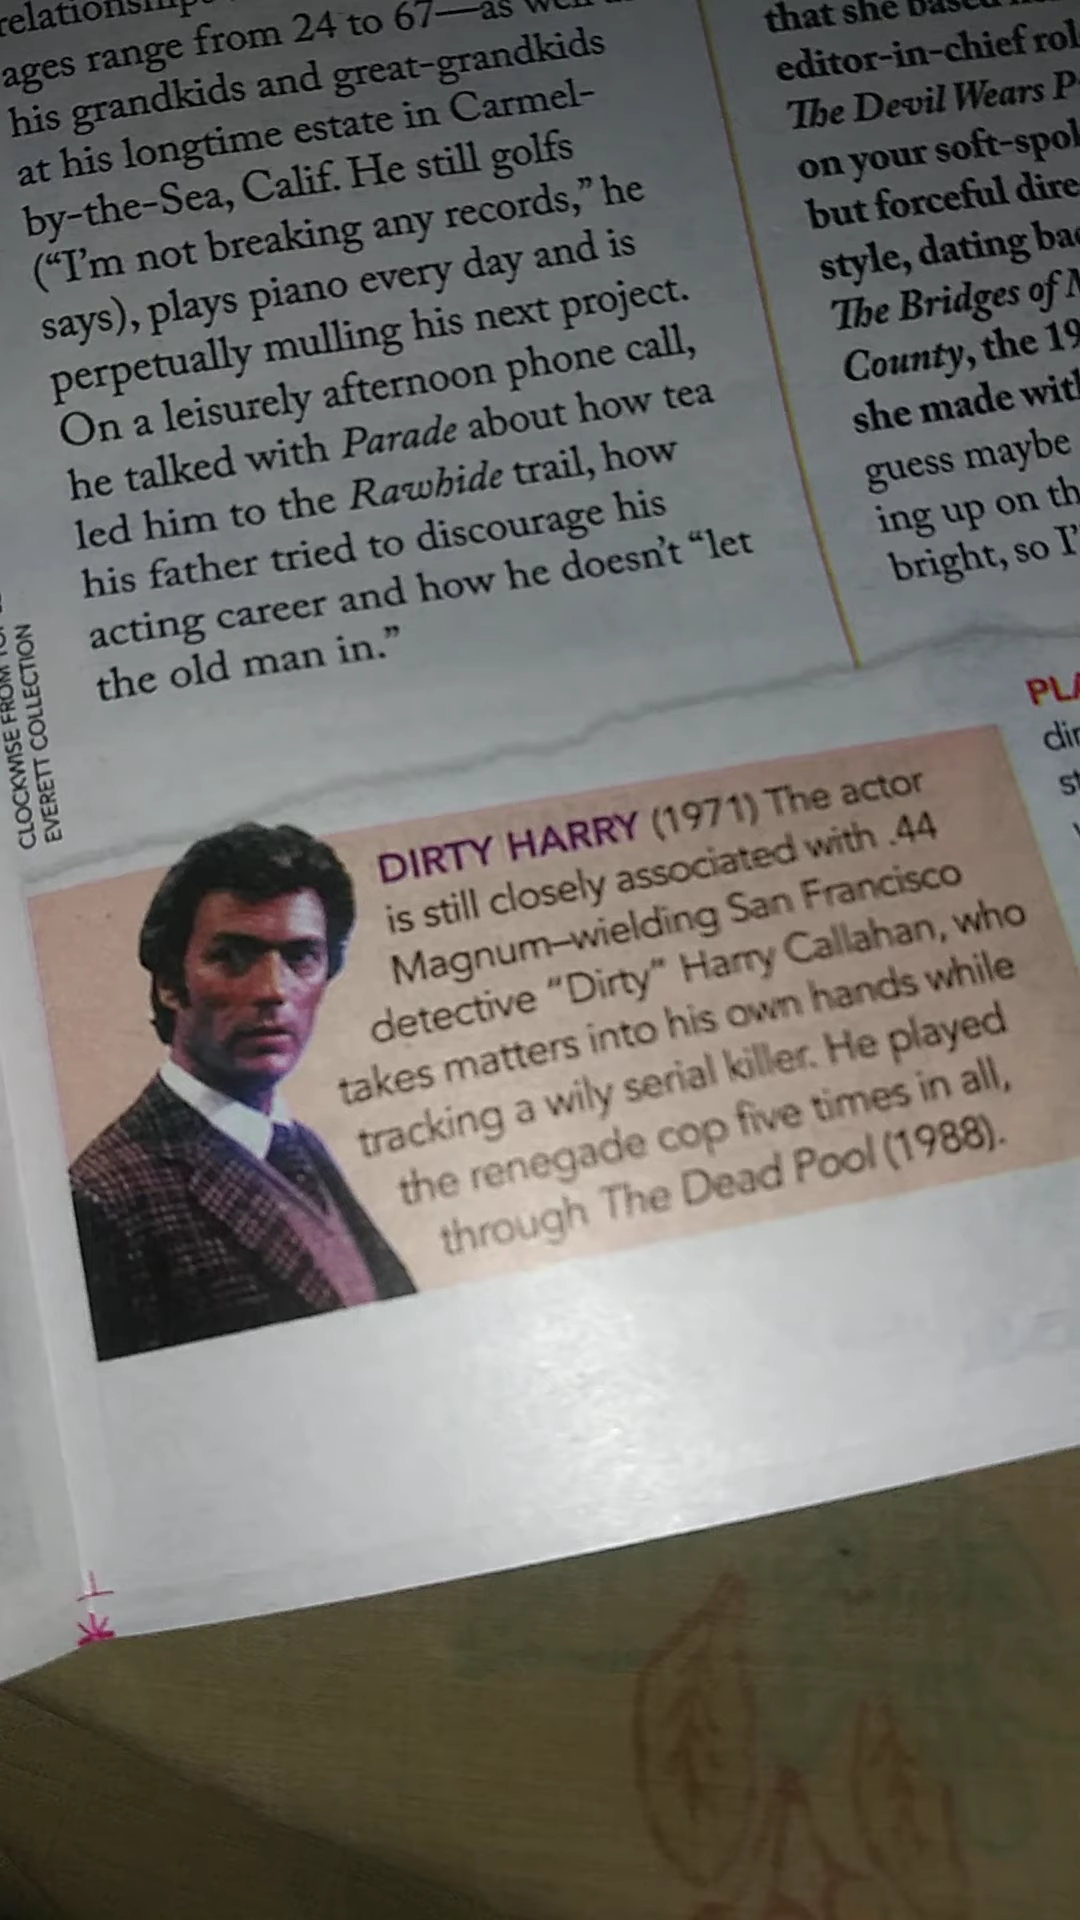 ages range from 24 to 67—as well
his grandkids and great-grandkids
at his longtime estate in Carmel-
by-the-Sea, Calif. He still golfs
(“I’m not breaking any records,” he
says), plays piano every day and is
perpetually mulling his next project.
On a leisurely afternoon phone call,
he talked with Parade about how tea
led him to the Rawhide trail, how
his father tried to discourage his
acting career and how he doesn’t “let
the old man in.”
that she based
editor-in-chief
The Devil Wears
on your
but forceful
style, dating
The Bridges of
County, the
she made
guess maybe
ing up on
bright, so
CLOCKWISE FROM
EVERETT COLLECTION
DIRTY HARRY (1971) The actor
is still closely associated with .44
Magnum–wielding San Francisco
detective “Dirty” Harry Callahan, who
takes matters into his own hands while
tracking a wily serial killer. He played
the renegade cop five times in all,
through The Dead Pool (1988).